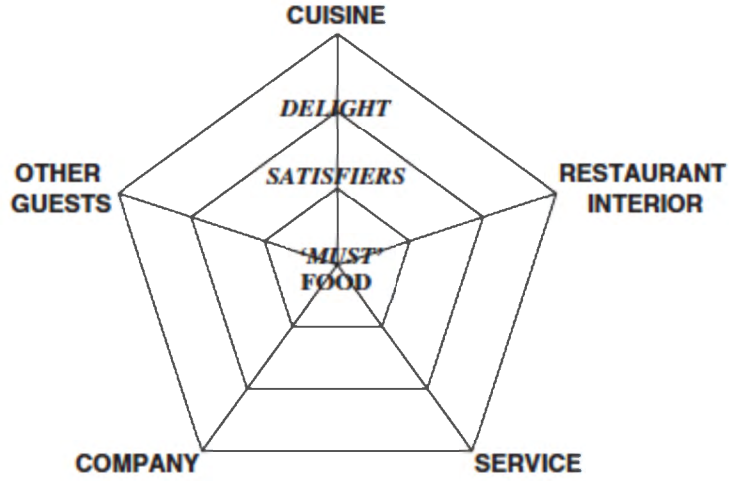 CUISINE
DELIGHT
OTHER
GUESTS
SATISFIERS
RESTAURANT
INTERIOR
'MUST'
FOOD
COMPANY
SERVICE